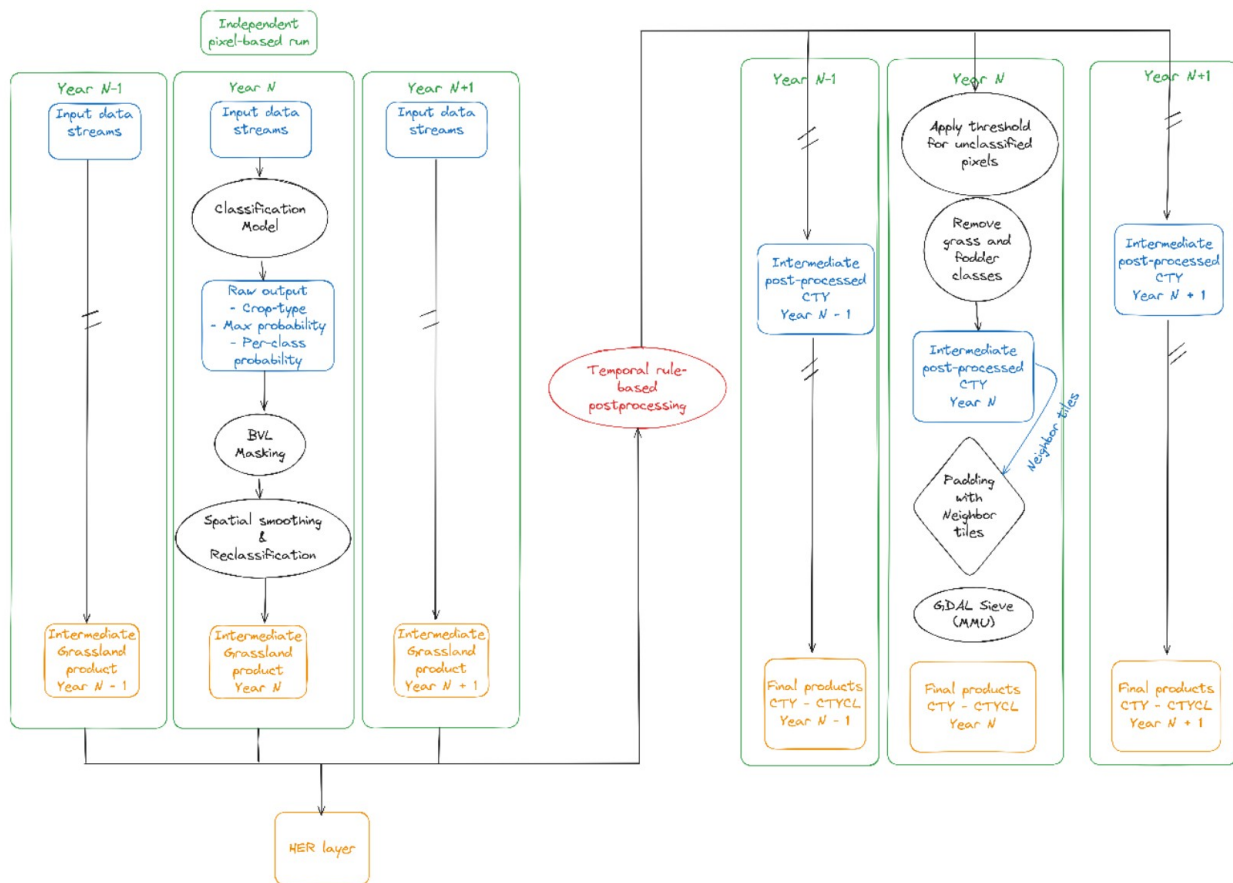 Independent
pixel-based run
Year N-1
Input data
streams
Intermediate
Grassland
product
Year N - 1
Year N
Input data
streams
Classification
Model
Raw output
- Crop-type
- Max probability
- Per-class
probability
BVL
Masking
Spatial smoothing
&
Reclassification
Intermediate
Grassland
product
Year N
Year N+1
Input data
streams
Intermediate
Grassland
product
Year N + 1
HER layer
Temporal rule-
based
postprocessing
Year N-1
Intermediate
post-processed
CTY
Year N - 1
Final products
CTY - CTYCL
Year N - 1
Year N
Apply threshold
for unclassified
pixels
Remove
grass and
fodder
classes
Intermediate
post-processed
CTY
Year N
Neighbor tiles
Padding
with
Neighbor
tiles
GDAL Sieve
(MMU)
Final products
CTY - CTYCL
Year N
Year N+1
Intermediate
post-processed
CTY
Year N + 1
Final products
CTY - CTYCL
Year N + 1